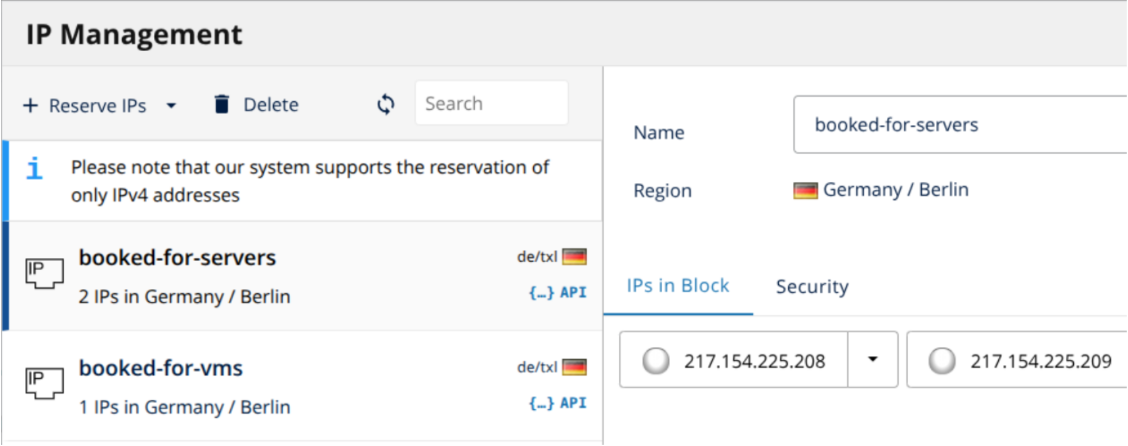 IP Management
+ Reserve IPs
Delete
Search
Please note that our system supports the reservation of
only IPv4 addresses
IP
booked-for-servers
de/txl
2 IPs in Germany / Berlin
{…} API
IP
booked-for-vms
de/txl
1 IPs in Germany / Berlin
{…} API
Name
booked-for-servers
Region
Germany / Berlin
IPs in Block
Security
217.154.225.208
217.154.225.209